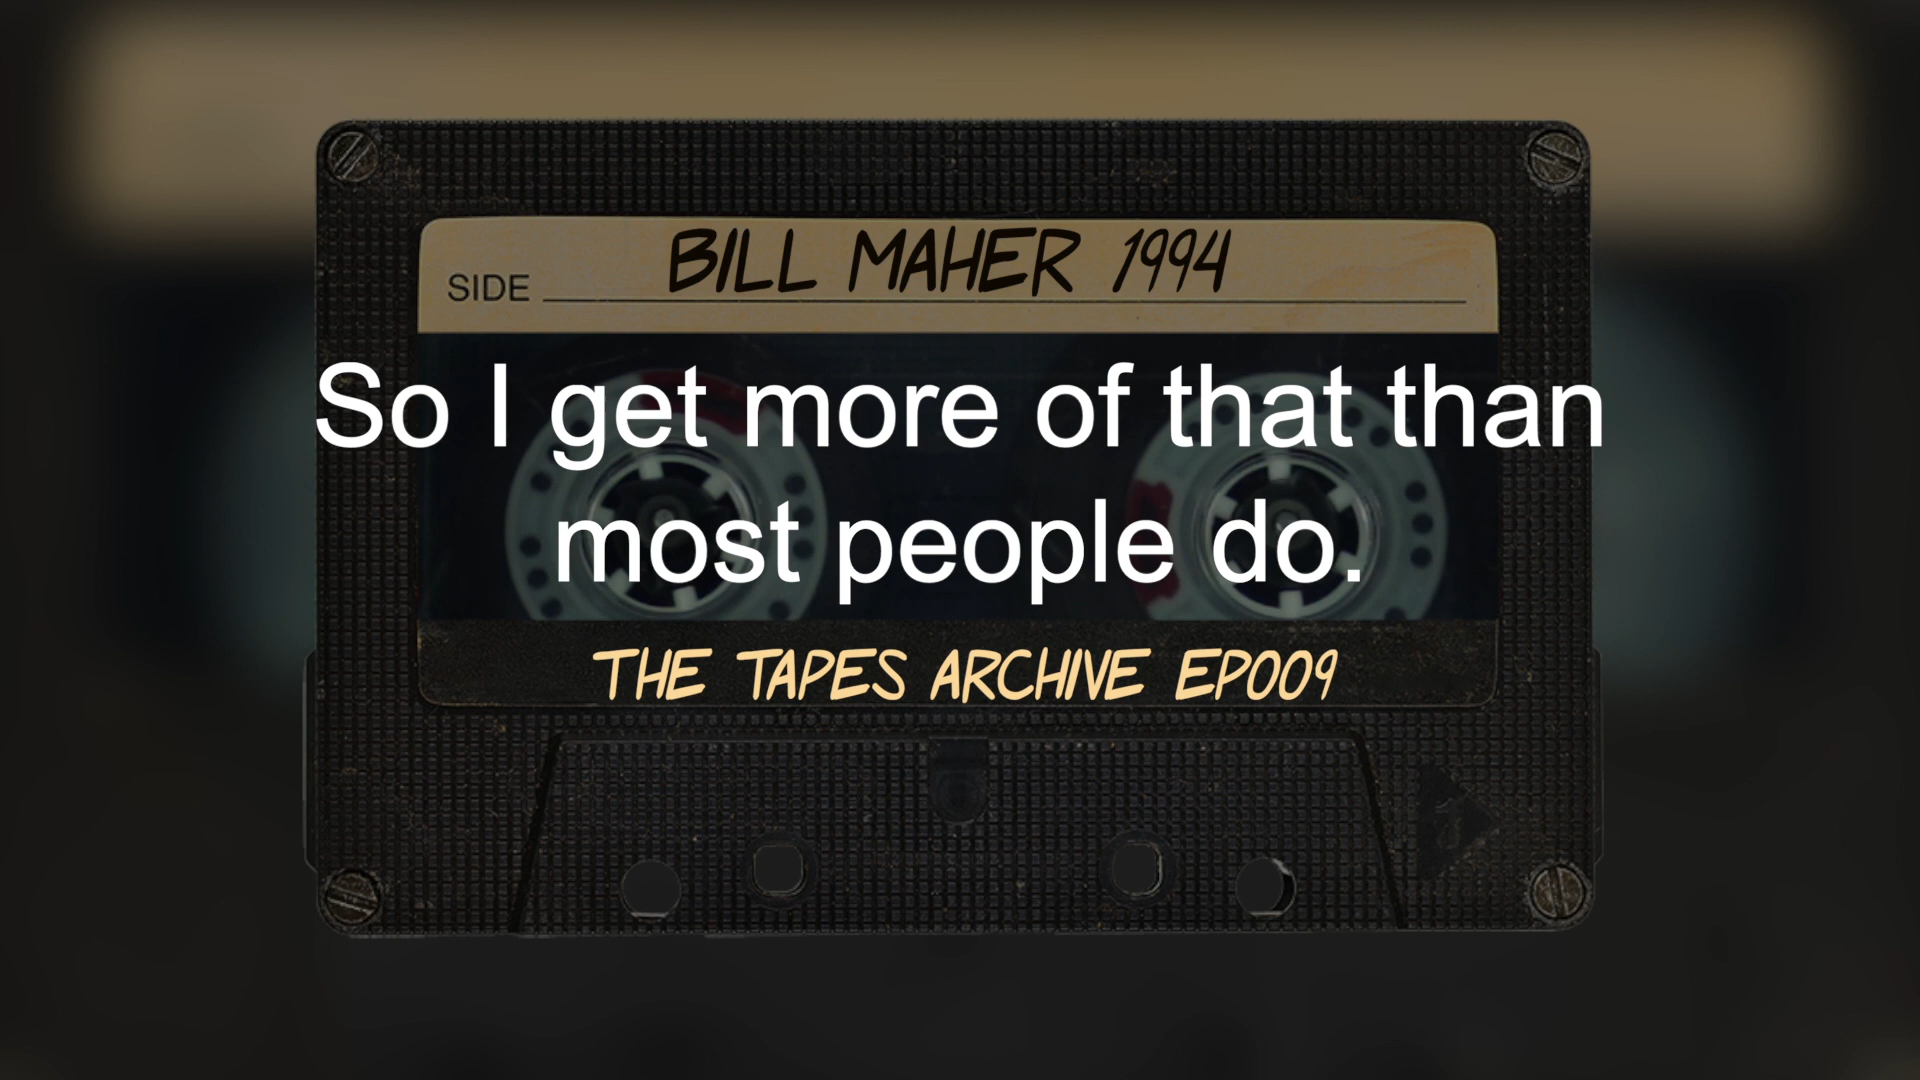 BILL MAHER 1994
SIDE
So I get more of that than
most people do.
THE TAPES ARCHIVE EP009